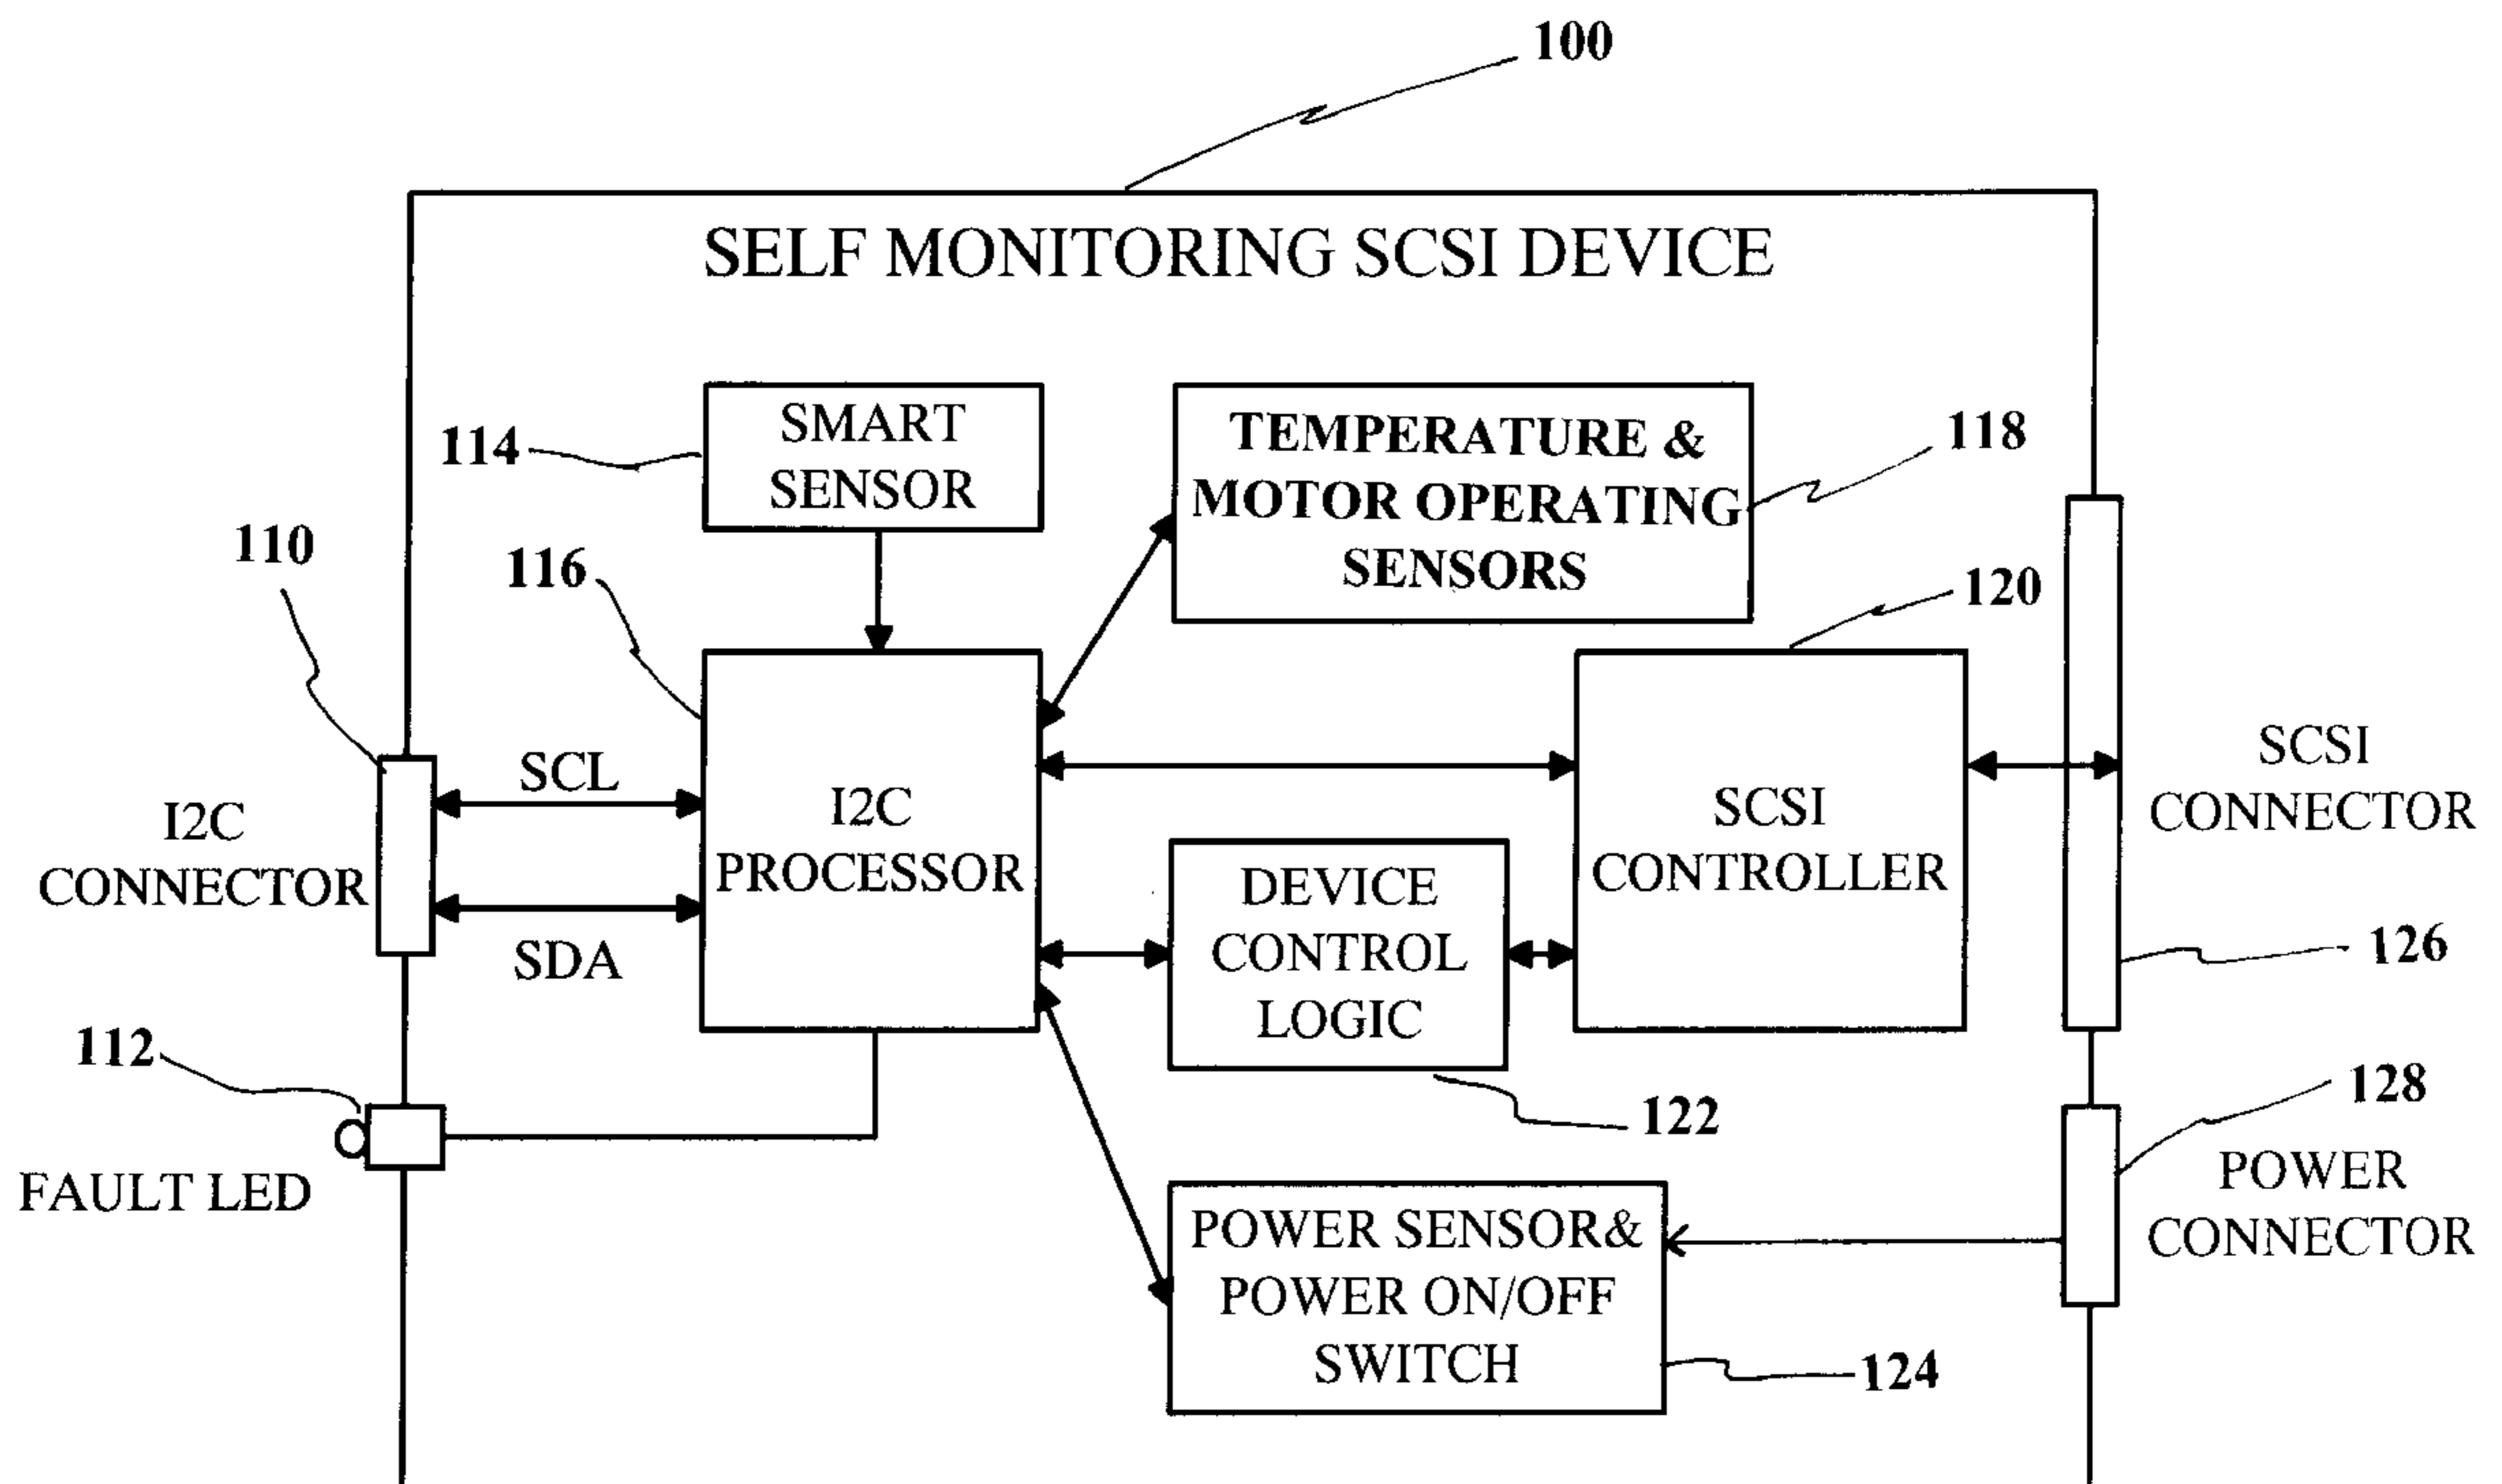 100
SELF MONITORING SCSI DEVICE
SMART
SENSOR
114
TEMPERATURE &
MOTOR OPERATING
SENSORS
118
110
116
120
SCL
I2C
CONNECTOR
SDA
I2C
PROCESSOR
DEVICE
CONTROL
LOGIC
SCSI
CONTROLLER
SCSI
CONNECTOR
126
112
FAULT LED
122
128
POWER
CONNECTOR
POWER SENSOR&
POWER ON/OFF
SWITCH
124